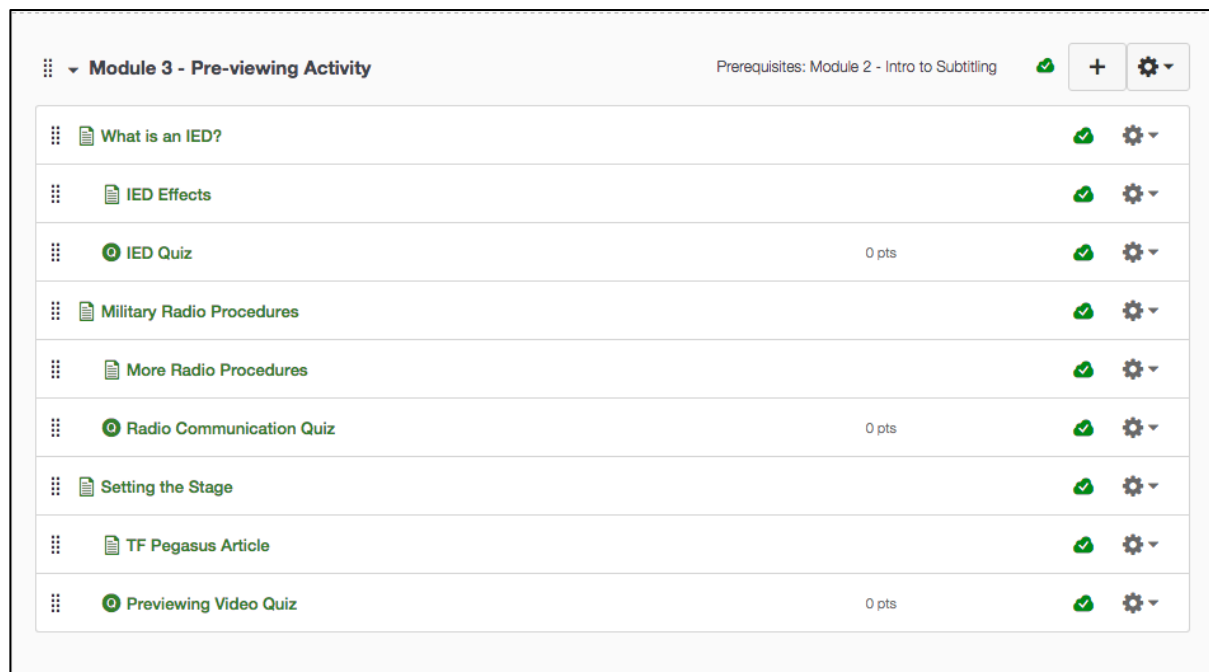 Module 3 - Pre-viewing Activity Prerequisites: Module 2 - Intro to Subtitling
What is an IED?
IED Effects
Q IED Quiz 0 pts
Military Radio Procedures
More Radio Procedures
Q Radio Communication Quiz 0 pts
Setting the Stage
TF Pegasus Article
Q Previewing Video Quiz 0 pts